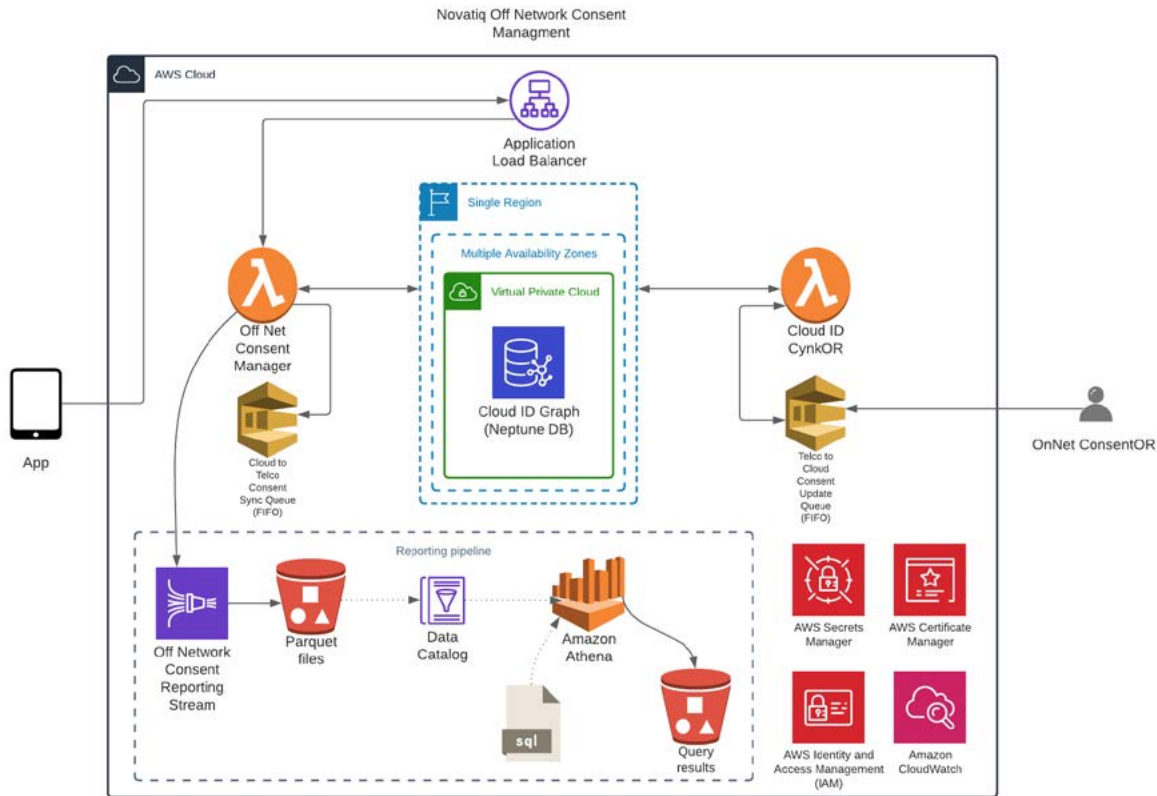 Novatiq Off Network Consent
Managment
AWS Cloud
Application
Load Balancer
Single Region
Multiple Availability Zones
Virtual Private Cloud
Cloud ID Graph
(Neptune DB)
Off Net
Consent
Manager
Cloud ID
CynkOR
Cloud to
Telco
Consent
Sync Queue
(FIFO)
Telco
to
Cloud
Consent
Update
Queue
(FIFO)
App
OnNet ConsentOR
Reporting pipeline
Off Network
Consent
Reporting
Stream
Parquet
files
Data
Catalog
Amazon
Athena
sql
Query
results
AWS Secrets
Manager
AWS Certificate
Manager
AWS Identity and
Access Management
(IAM)
Amazon
CloudWatch